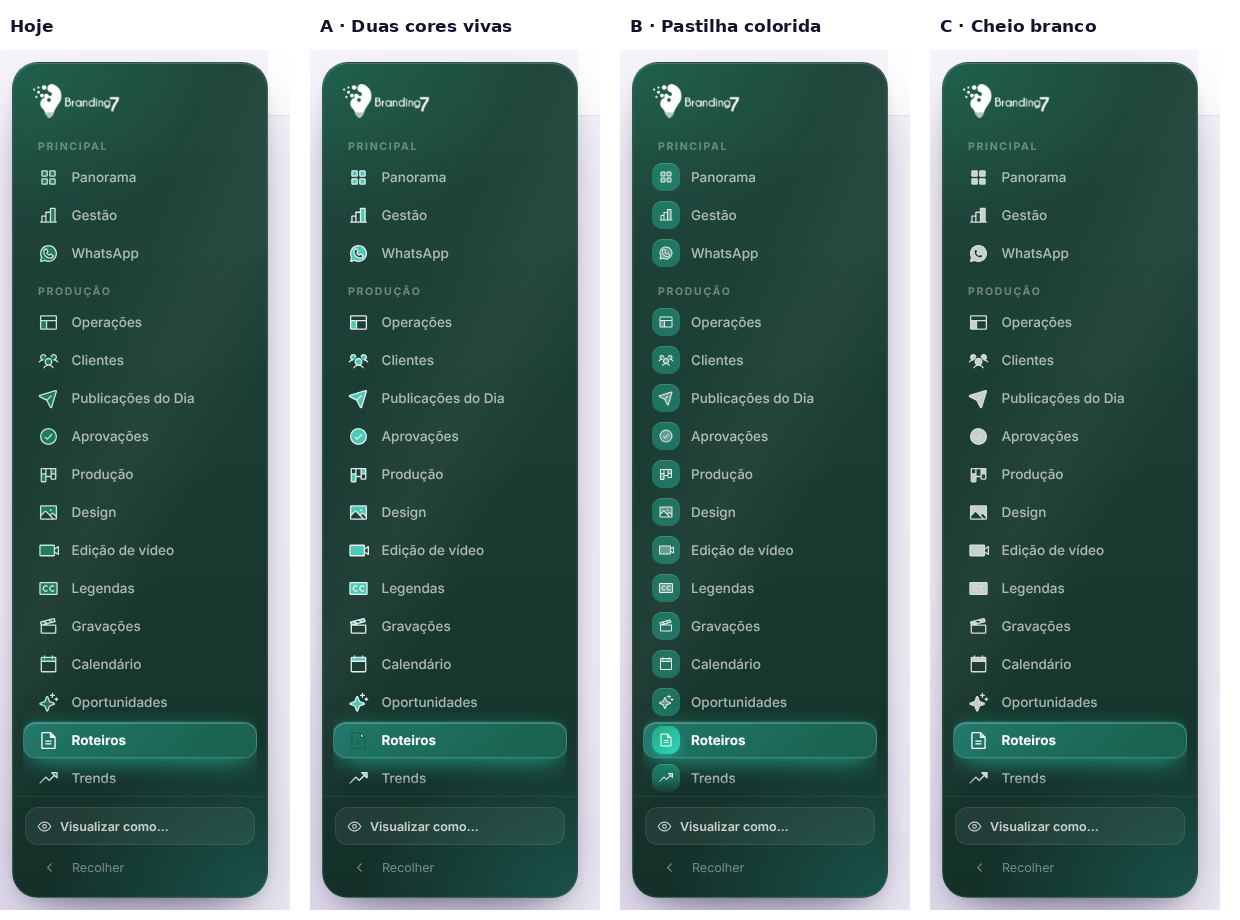 Hoje
Branding7
PRINCIPAL
Panorama
Gestão
WhatsApp
PRODUÇÃO
Operações
Clientes
Publicações do Dia
Aprovações
Produção
Design
Edição de vídeo
CC Legendas
Gravações
Calendário
Oportunidades
Roteiros
Trends
Visualizar como...
Recolher
A · Duas cores vivas
Branding7
PRINCIPAL
Panorama
Gestão
WhatsApp
PRODUÇÃO
Operações
Clientes
Publicações do Dia
Aprovações
Produção
Design
Edição de vídeo
CC Legendas
Gravações
Calendário
Oportunidades
Roteiros
Trends
Visualizar como...
Recolher
B · Pastilha colorida
Branding7
PRINCIPAL
Panorama
Gestão
WhatsApp
PRODUÇÃO
Operações
Clientes
Publicações do Dia
Aprovações
Produção
Design
Edição de vídeo
CC Legendas
Gravações
Calendário
Oportunidades
Roteiros
Trends
Visualizar como...
Recolher
C · Cheio branco
Branding7
PRINCIPAL
Panorama
Gestão
WhatsApp
PRODUÇÃO
Operações
Clientes
Publicações do Dia
Aprovações
Produção
Design
Edição de vídeo
CC Legendas
Gravações
Calendário
Oportunidades
Roteiros
Trends
Visualizar como...
Recolher